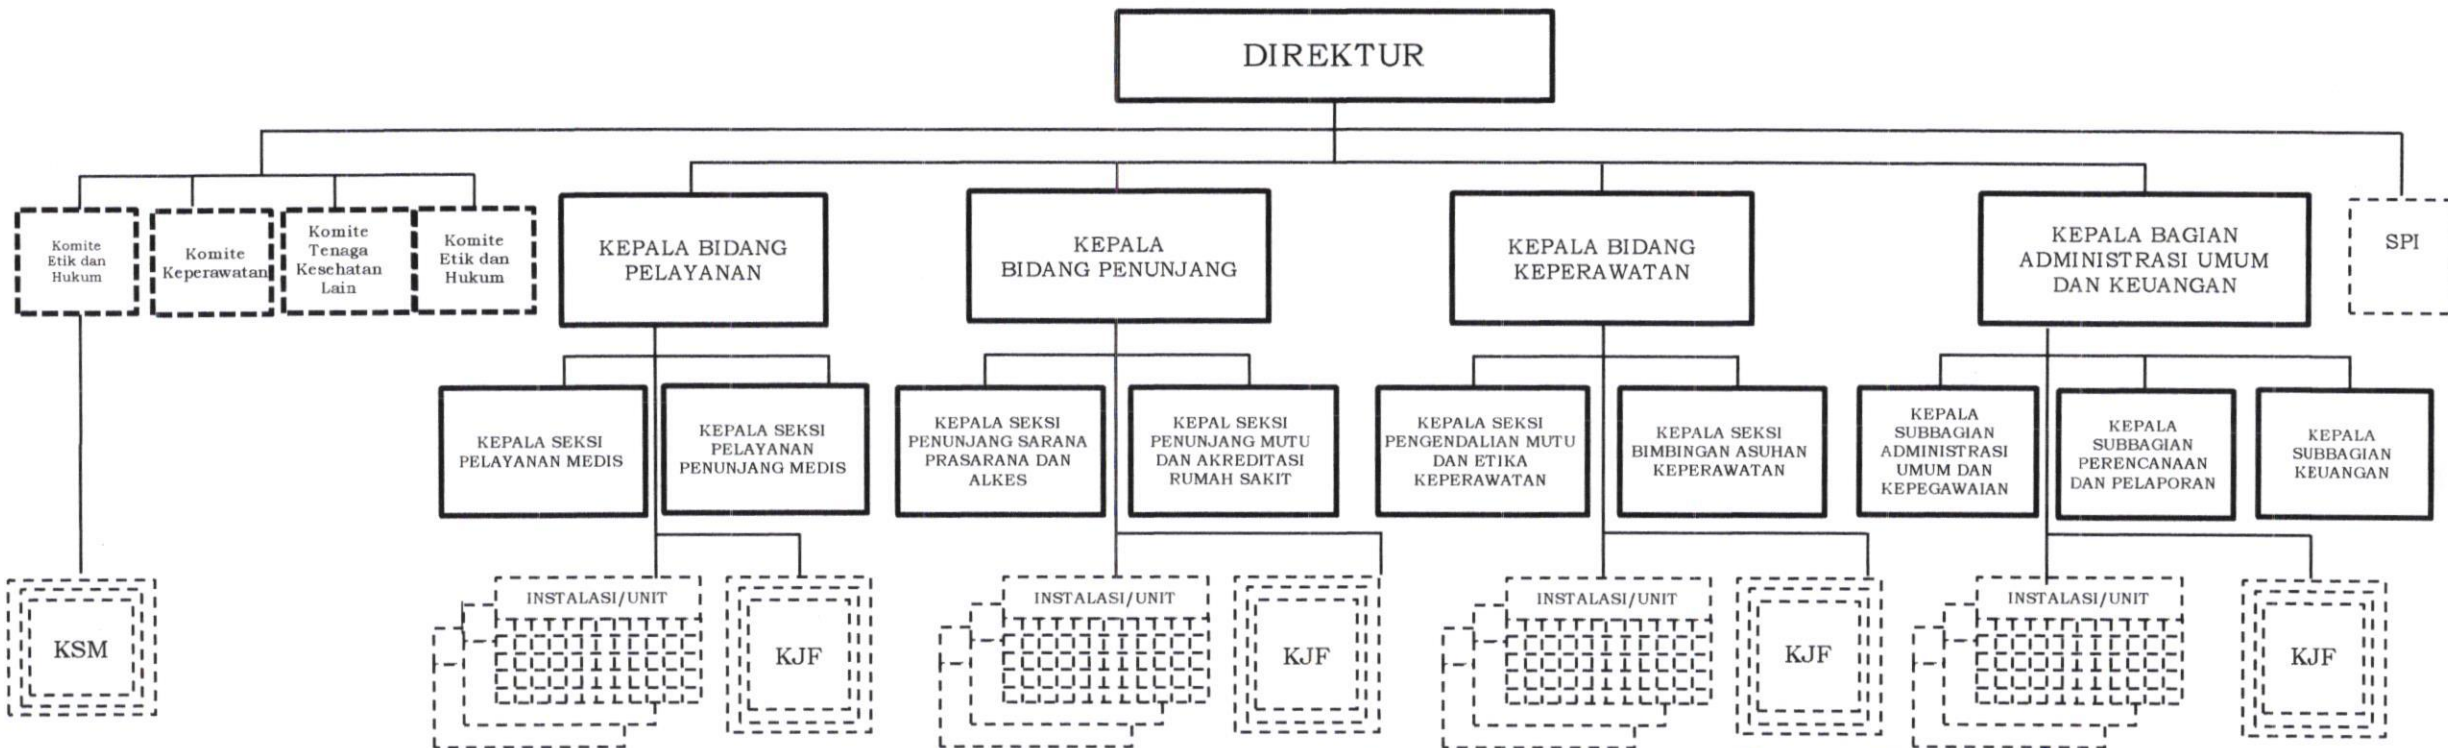 DIREKTUR
Komite
Etik dan
Hukum
Komite
Keperawatan
Komite
Tenaga
Kesehatan
Lain
Komite
Etik dan
Hukum
KEPALA BIDANG
PELAYANAN
KEPALA
BIDANG PENUNJANG
KEPALA BIDANG
KEPERAWATAN
KEPALA BAGIAN
ADMINISTRASI UMUM
DAN KEUANGAN
SPI
KEPALA SEKSI
PELAYANAN MEDIS
KEPALA SEKSI
PELAYANAN
PENUNJANG MEDIS
KEPALA SEKSI
PENUNJANG SARANA
PRASARANA DAN
ALKES
KEPAL SEKSI
PENUNJANG MUTU
DAN AKREDITASI
RUMAH SAKIT
KEPALA SEKSI
PENGENDALIAN MUTU
DAN ETIKA
KEPERAWATAN
KEPALA SEKSI
BIMBINGAN ASUHAN
KEPERAWATAN
KEPALA
SUBBAGIAN
ADMINISTRASI
UMUM DAN
KEPEGAWAIAN
KEPALA
SUBBAGIAN
PERENCANAAN
DAN PELAPORAN
KEPALA
SUBBAGIAN
KEUANGAN
KSM
INSTALASI/UNIT
KJF
INSTALASI/UNIT
KJF
INSTALASI/UNIT
KJF
INSTALASI/UNIT
KJF